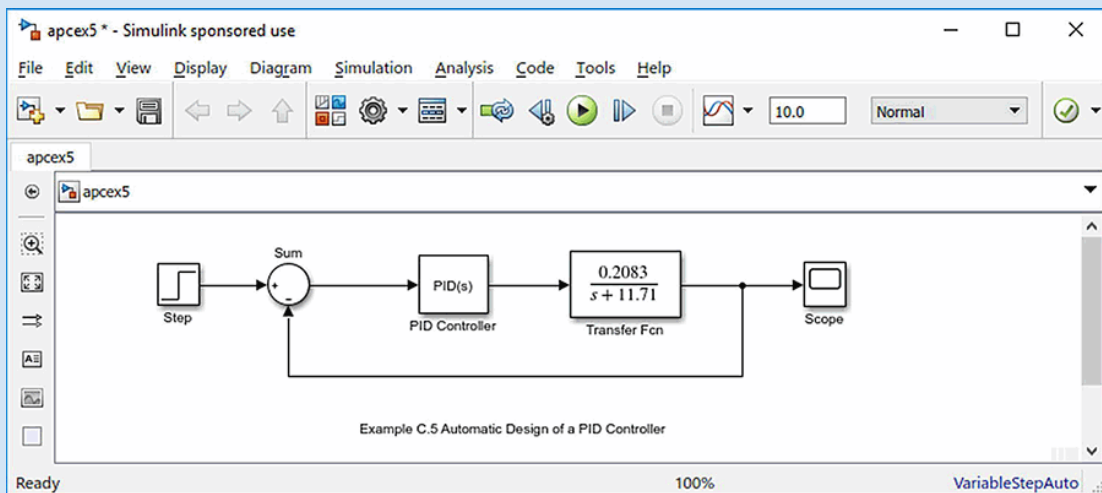 apcex5 * - Simulink sponsored use
File Edit View Display Diagram Simulation Analysis Code Tools Help
10.0 Normal
apcex5
apcex5
Sum
+
-
PID(s)
0.2083
s + 11.71
Step
PID Controller
Transfer Fcn
Scope
Example C.5 Automatic Design of a PID Controller
Ready 100% VariableStepAuto